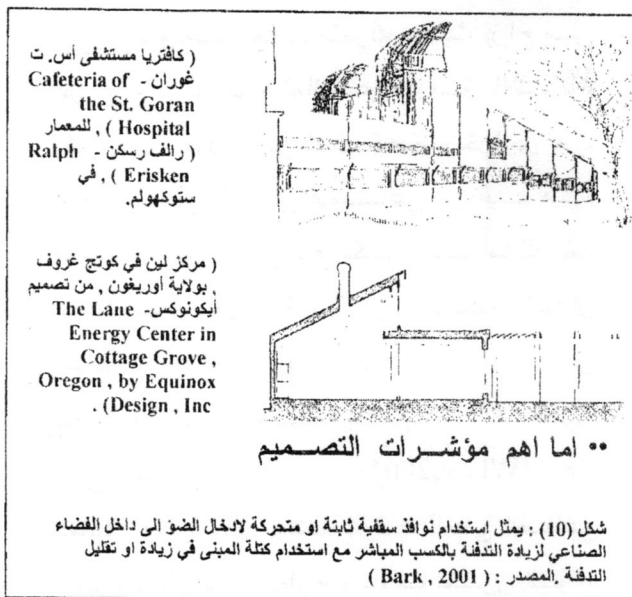 ( كافتريا مستشفى أس. ت
غوران - Cafeteria of
the St. Goran
Hospital ) , للمعمار
( رالف رسكن - Ralph
Erisken ) , في
ستوكهولم.
( مركز لين في كوتج غروف
, بولاية أوريغون , من تصميم
أيكونوكس- The Lane
Energy Center in
Cottage Grove ,
Oregon , by Equinox
. (Design , Inc
•• اما اهم مؤشرات التصميم
شكل (10) : يمثل استخدام نوافذ سقفية ثابتة او متحركة لادخال الضؤ الى داخل الفضاء
الصناعي لزيادة التدفئة بالكسب المباشر مع استخدام كتلة المبنى في زيادة او تقليل
التدفئة .المصدر : ( Bark , 2001 )